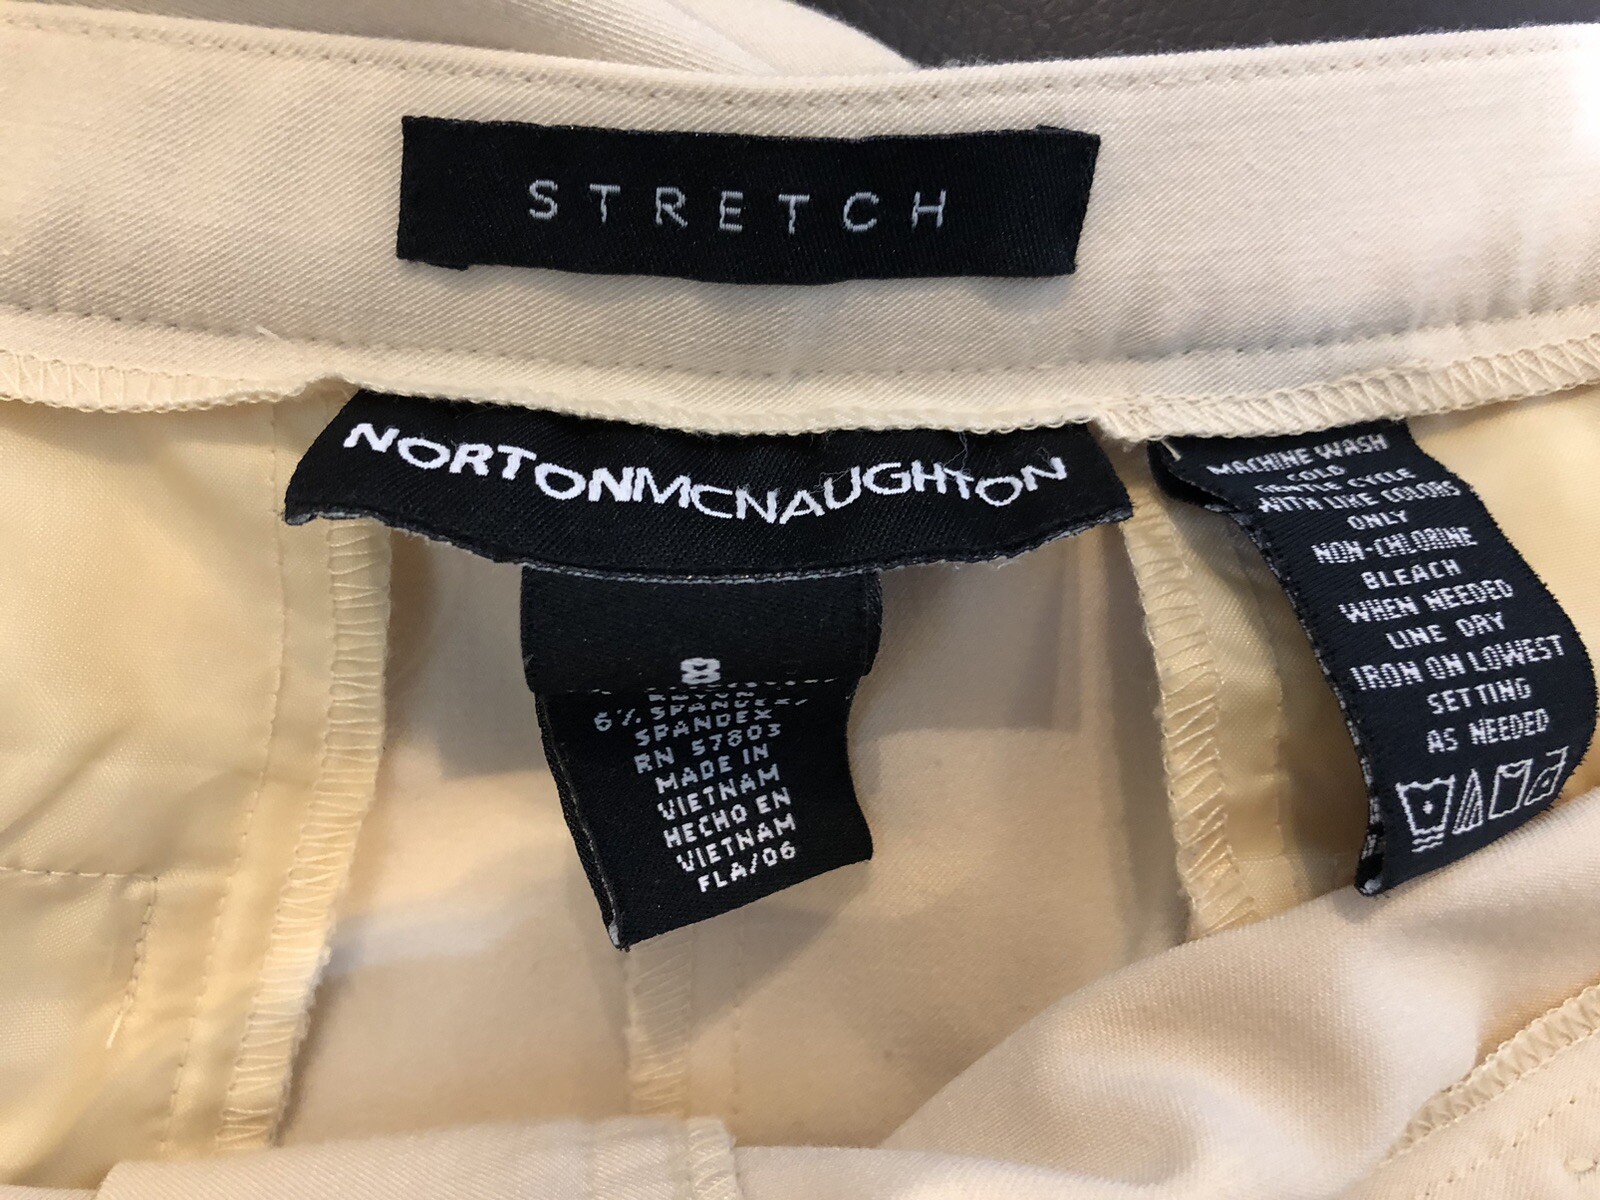 STRETCH
NORTONMCNAUGHTON
8
6% SPANDEX/
SPANDEX
RN 57803
MADE IN
VIETNAM
HECHO EN
VIETNAM
FLA/06
MACHINE WASH
COLD
GENTLE CYCLE
WITH LIKE COLORS
ONLY
NON-CHLORINE
BLEACH
WHEN NEEDED
LINE DRY
IRON ON LOWEST
SETTING
AS NEEDED